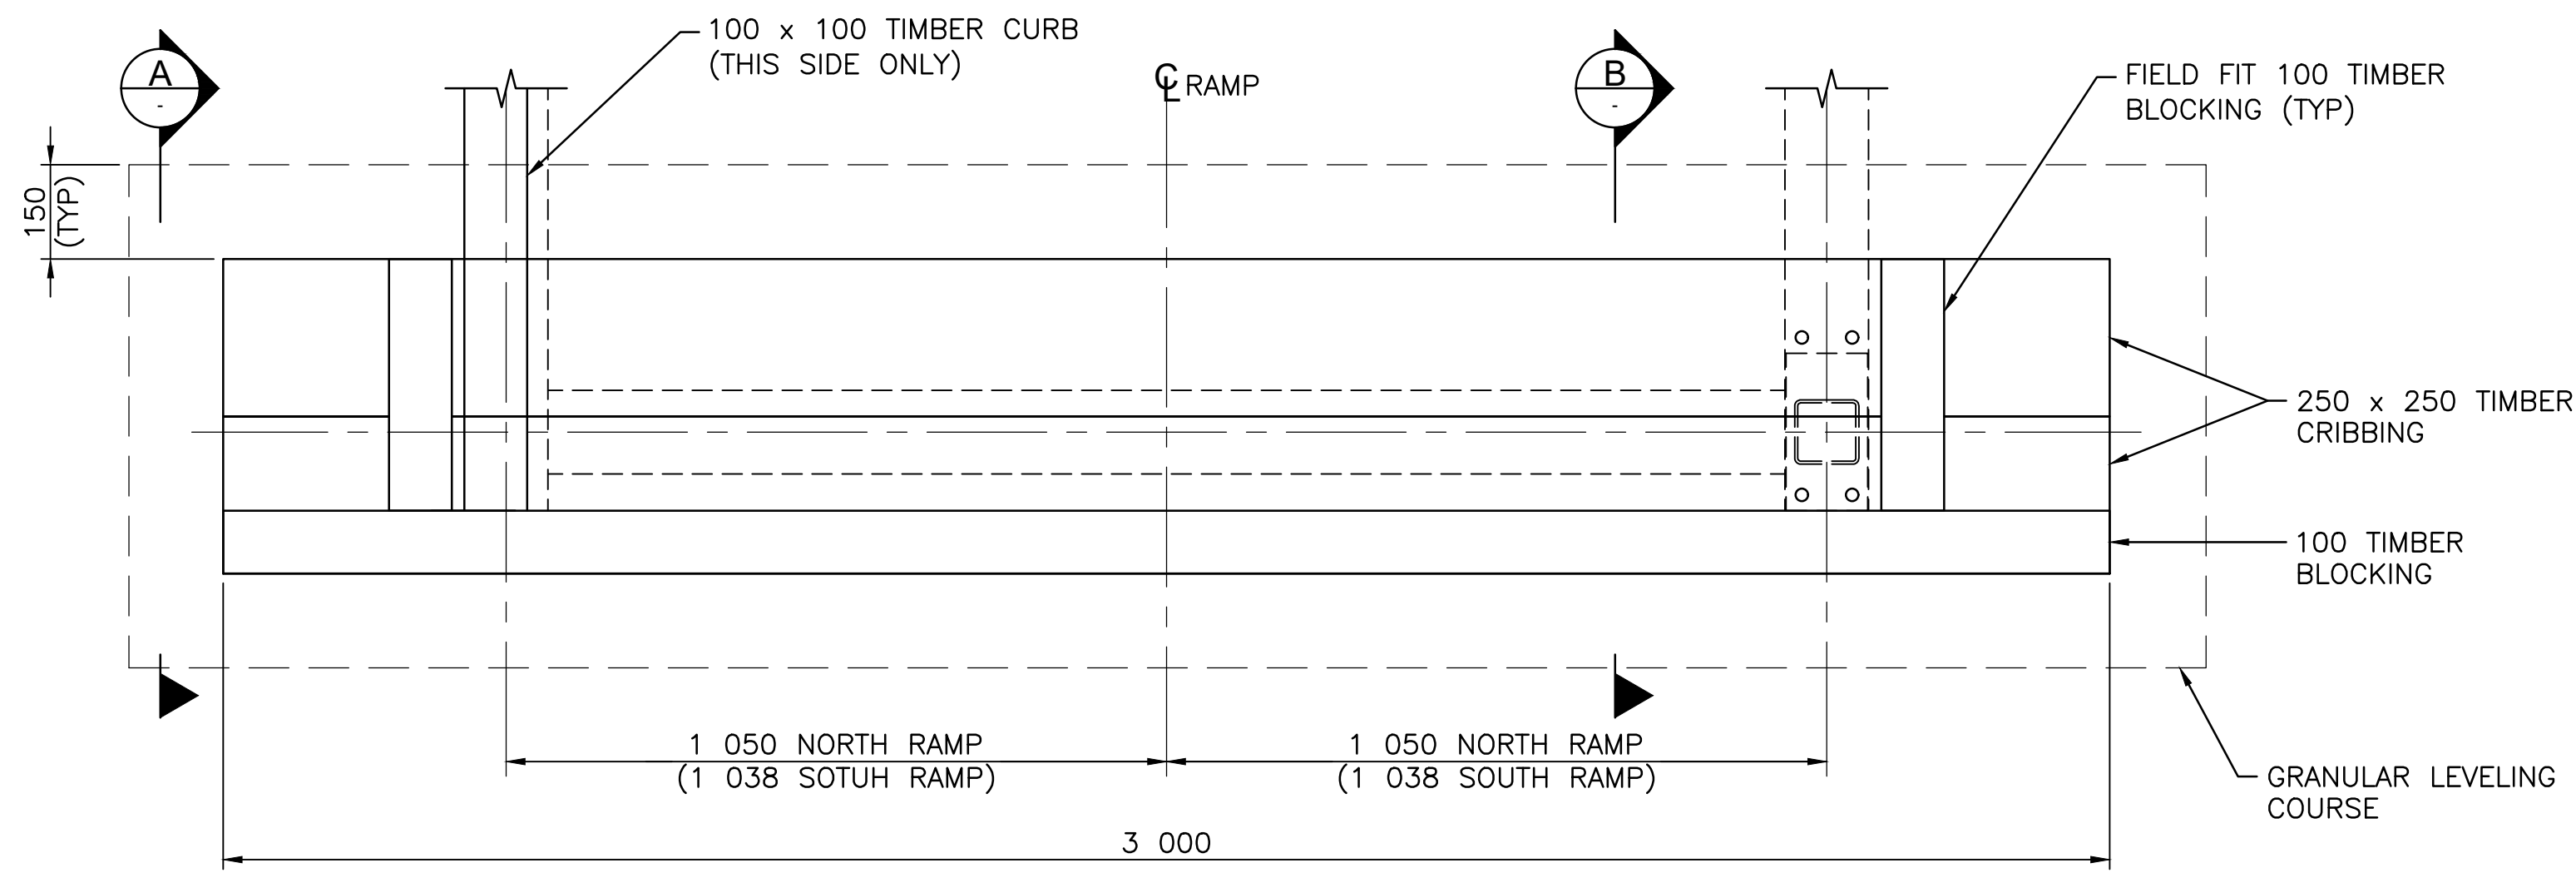 A
-
100 x 100 TIMBER CURB
(THIS SIDE ONLY)
CL RAMP
B
-
FIELD FIT 100 TIMBER
BLOCKING (TYP)
150
(TYP)
250 x 250 TIMBER
CRIBBING
100 TIMBER
BLOCKING
1 050 NORTH RAMP
(1 038 SOTUH RAMP)
1 050 NORTH RAMP
(1 038 SOUTH RAMP)
GRANULAR LEVELING
COURSE
3 000